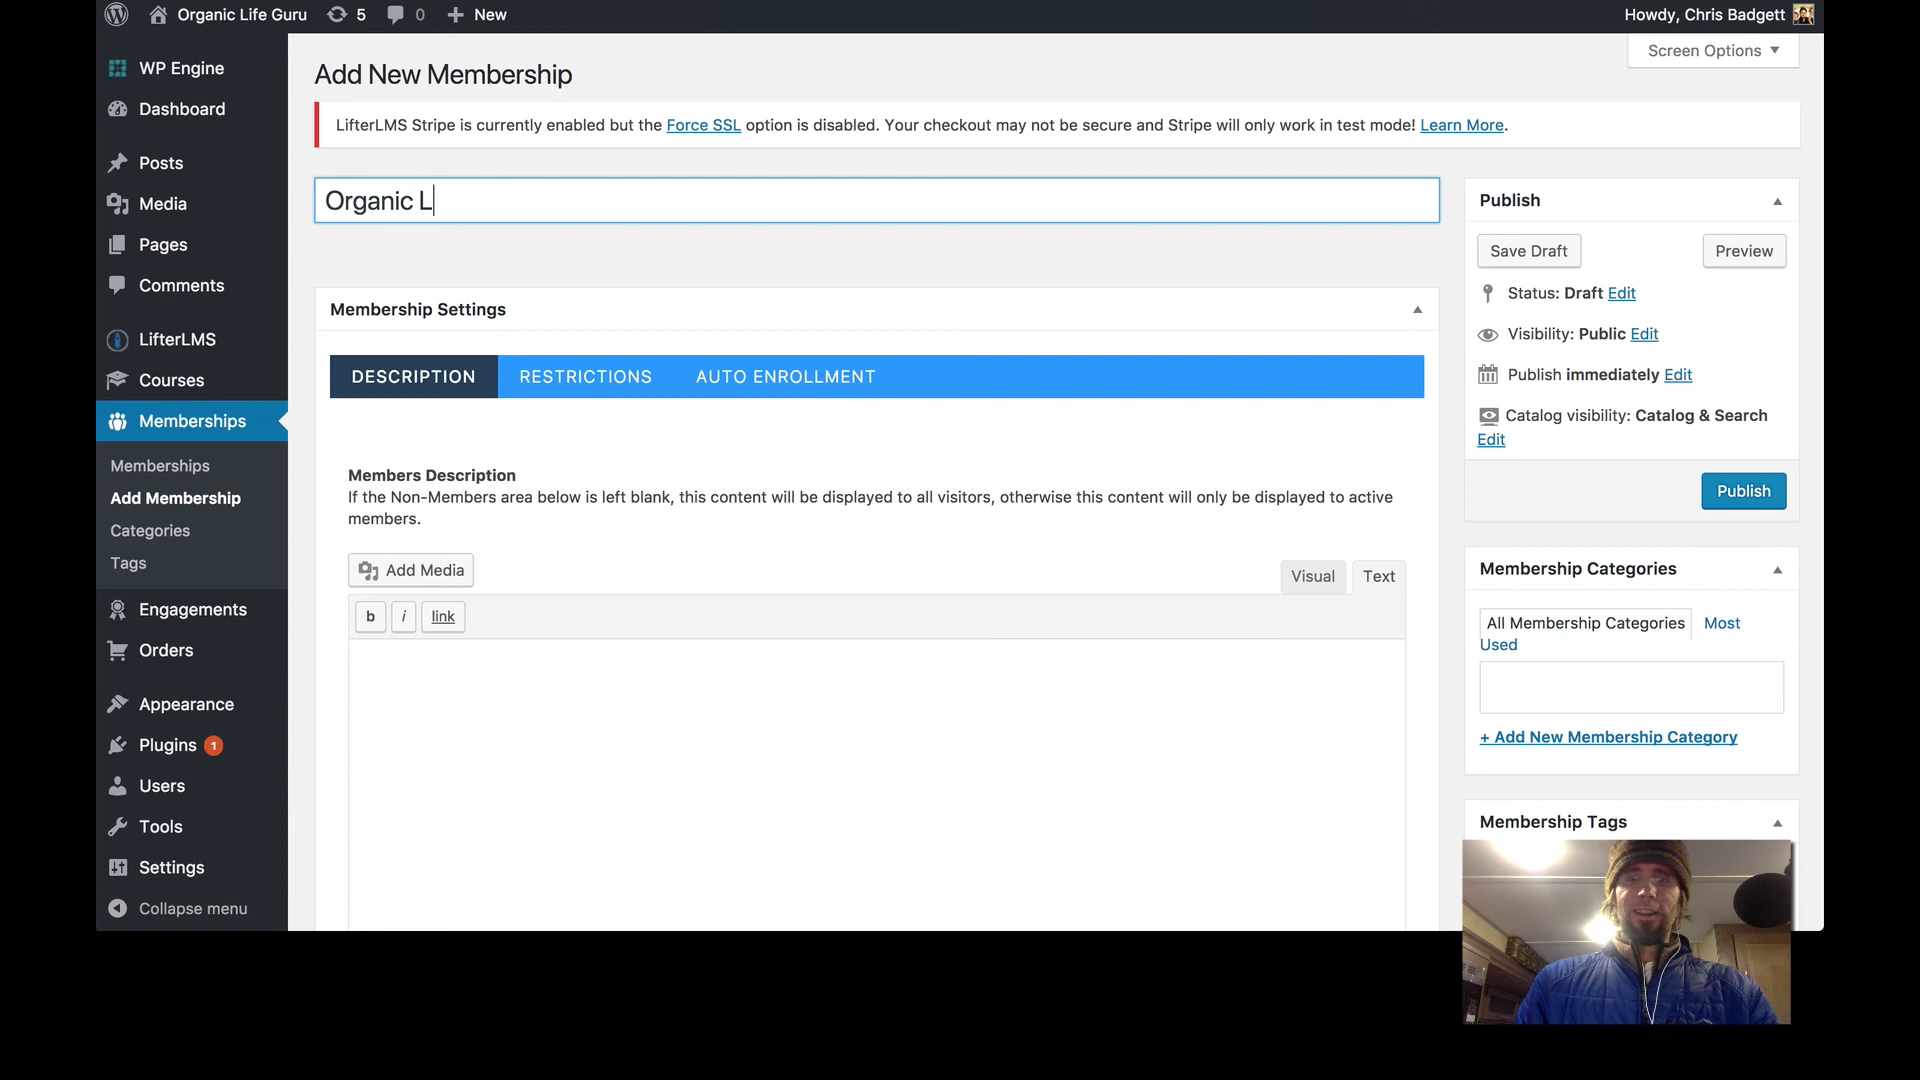 Organic Life Guru 5 0 New Howdy, Chris Badgett
Screen Options
WP Engine
Dashboard
Posts
Media
Pages
Comments
LifterLMS
Courses
Memberships
Memberships
Add Membership
Categories
Tags
Engagements
Orders
Appearance
Plugins 1
Users
Tools
Settings
Collapse menu
Add New Membership
LifterLMS Stripe is currently enabled but the Force SSL option is disabled. Your checkout may not be secure and Stripe will only work in test mode! Learn More.
Organic L
Membership Settings
DESCRIPTION RESTRICTIONS AUTO ENROLLMENT
Members Description
If the Non-Members area below is left blank, this content will be displayed to all visitors, otherwise this content will only be displayed to active
members.
Add Media
Visual Text
b i link
Publish
Save Draft Preview
Status: Draft Edit
Visibility: Public Edit
Publish immediately Edit
Catalog visibility: Catalog & Search
Edit
Publish
Membership Categories
All Membership Categories Most
Used
+ Add New Membership Category
Membership Tags